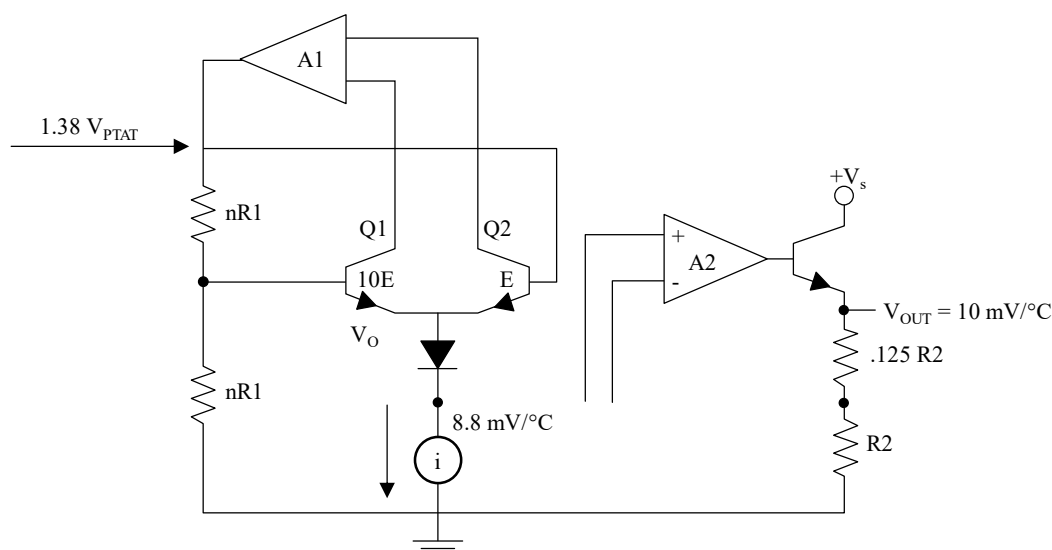 A1
1.38 V_PTAT
+V_s
nR1
Q1
Q2
+
A2
-
10E
E
V_O
V_OUT = 10 mV/°C
.125 R2
nR1
8.8 mV/°C
i
R2